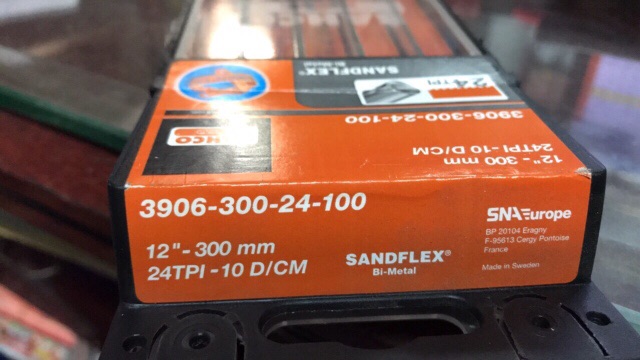 SANDFLEX®
Bi-Metal
24TPI
3906-300-24-100
12" - 300 mm
24TPI -10 D/CM
3906-300-24-100
12" - 300 mm
24TPI - 10 D/CM
SANDFLEX®
Bi-Metal
SNA Europe
BP 20104 Eragny
F-95613 Cergy Pontoise
France
Made in Sweden